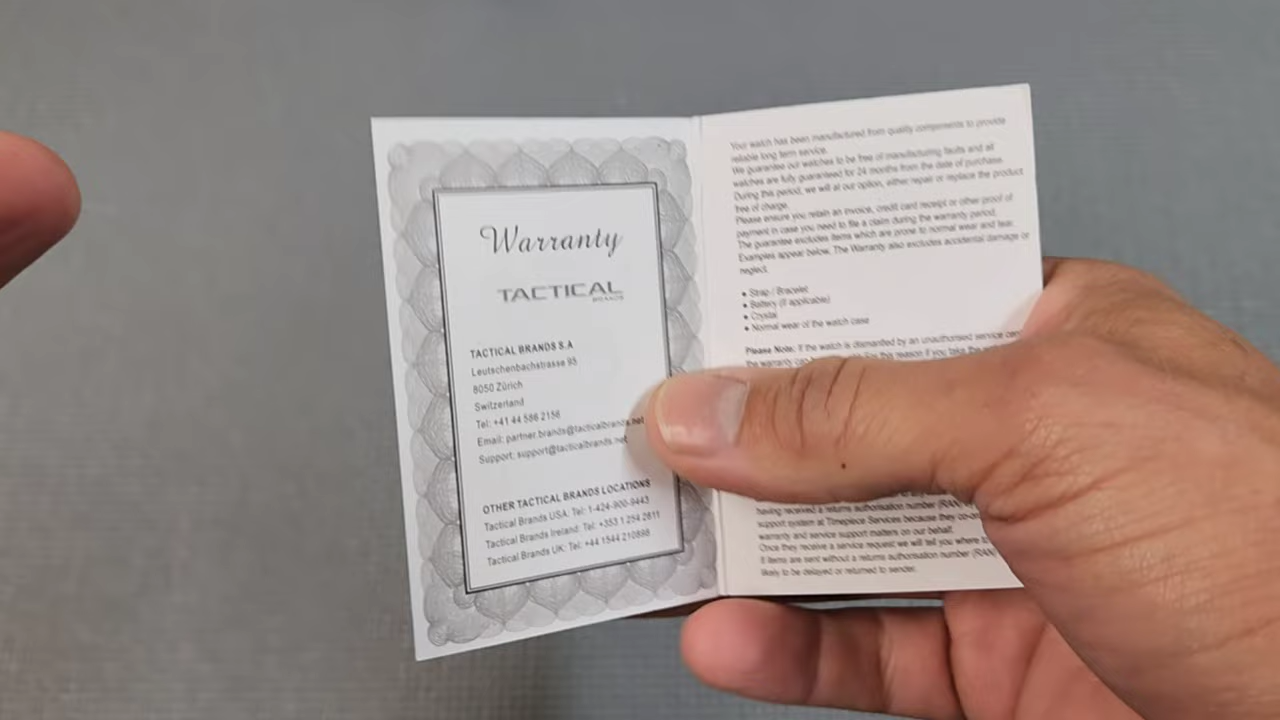 Warranty
TACTICAL
BRANDS
TACTICAL BRANDS S.A
Leutschenbachstrasse 95
8050 Zürich
Switzerland
Tel: +41 44 586 2156
Email: partner.brands@tacticalbrands.net
Support: support@tacticalbrands.net
OTHER TACTICAL BRANDS LOCATIONS
Tactical Brands USA: Tel: 1-424-900-9443
Tactical Brands Ireland: Tel: +353 1 254 2611
Tactical Brands UK: Tel: +44 1544 210898
Your watch has been manufactured from quality components to provide
reliable long term service.
We guarantee our watches to be free of manufacturing faults and all
watches are fully guaranteed for 24 months from the date of purchase.
During this period, we will at our option, either repair or replace the product
free of charge.
Please ensure you retain an invoice, credit card receipt or other proof of
payment in case you need to file a claim during the warranty period.
The guarantee excludes items which are prone to normal wear and tear.
Examples appear below. The Warranty also excludes accidental damage or
neglect.
• Strap / Bracelet
• Battery (if applicable)
• Crystal
• Normal wear of the watch case
Please Note: If the watch is dismantled by an unauthorised service
the warranty this reason if you take
having received a returns authorisation number
support system at Timepiece Services because they
warranty and service support matters on our behalf.
Once they receive a service request we will tell you where
If items are sent without a returns authorisation number (RAN)
likely to be delayed or returned to sender.